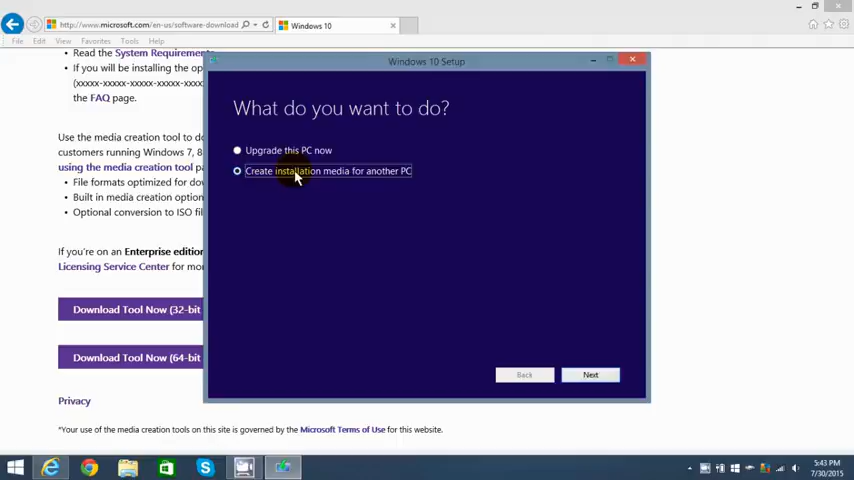 http://www.microsoft.com/en-us/software-download
Windows 10
File Edit View Favorites Tools Help
Read the System Requirements
If you will be installing the op
(xxxxx-xxxxx-xxxxx-xxxxx-xxxxx
the FAQ page.
Windows 10 Setup
What do you want to do?
Upgrade this PC now
Create installation media for another PC
Back
Next
Use the media creation tool to do
customers running Windows 7, 8
using the media creation tool pa
File formats optimized for dow
Built in media creation option
Optional conversion to ISO fil
If you're on an Enterprise edition
Licensing Service Center for mor
Download Tool Now (32-bit
Download Tool Now (64-bit
Privacy
*Your use of the media creation tools on this site is governed by the Microsoft Terms of Use for this website.
5:43 PM
7/30/2015